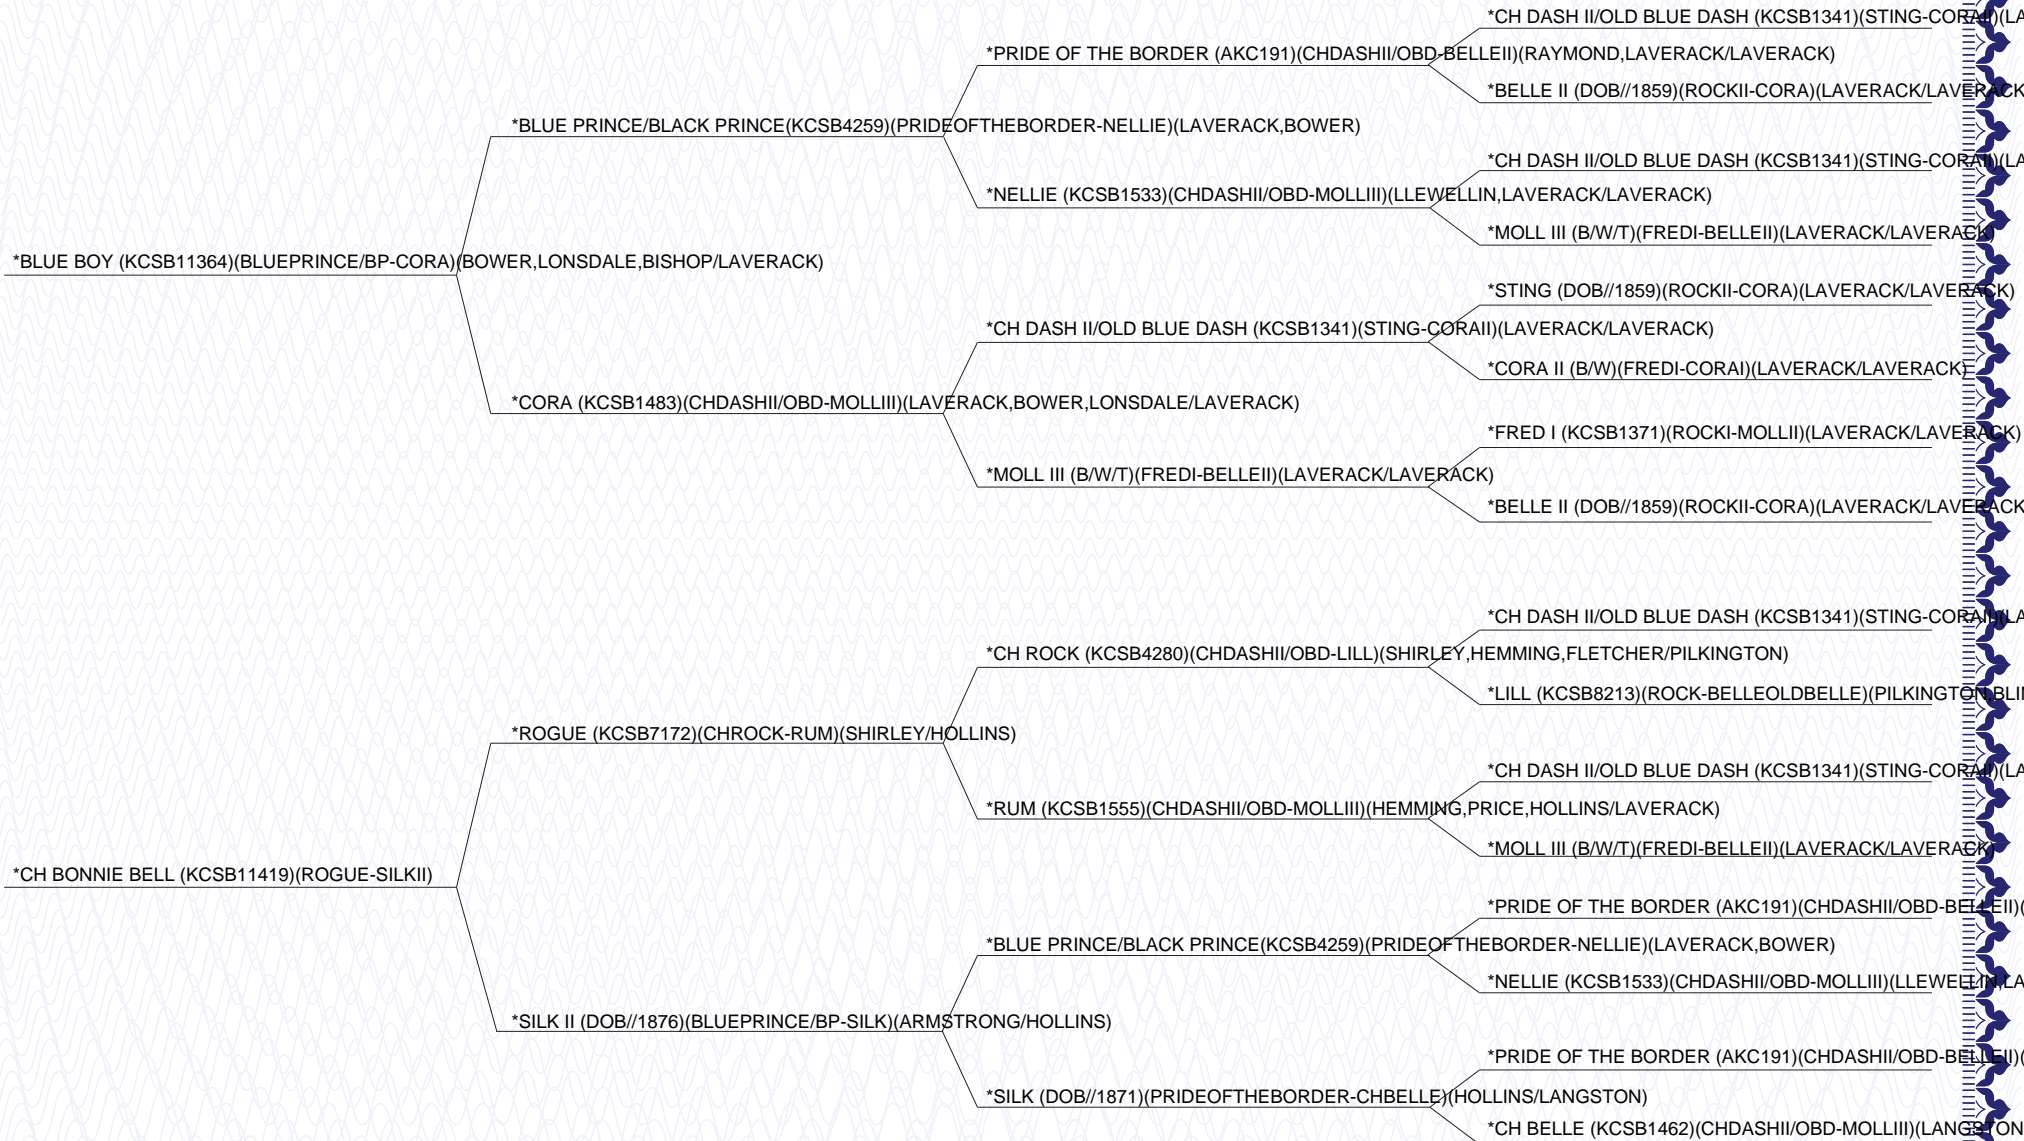 *CH DASH II/OLD BLUE DASH (KCSB1341)(STING-CORAII)(LA
*PRIDE OF THE BORDER (AKC191)(CHDASHII/OBD-BELLEII)(RAYMOND,LAVERACK/LAVERACK)
*BELLE II (DOB//1859)(ROCKII-CORA)(LAVERACK/LAVERACK
*BLUE PRINCE/BLACK PRINCE(KCSB4259)(PRIDEOFTHEBORDER-NELLIE)(LAVERACK,BOWER)
*CH DASH II/OLD BLUE DASH (KCSB1341)(STING-CORAII)(LA
*NELLIE (KCSB1533)(CHDASHII/OBD-MOLLIII)(LLEWELLIN,LAVERACK/LAVERACK)
*MOLL III (B/W/T)(FREDI-BELLEII)(LAVERACK/LAVERACK)
*BLUE BOY (KCSB11364)(BLUEPRINCE/BP-CORA)(BOWER,LONSDALE,BISHOP/LAVERACK)
*STING (DOB//1859)(ROCKII-CORA)(LAVERACK/LAVERACK)
*CH DASH II/OLD BLUE DASH (KCSB1341)(STING-CORAII)(LAVERACK/LAVERACK)
*CORA II (B/W)(FREDI-CORAI)(LAVERACK/LAVERACK)
*CORA (KCSB1483)(CHDASHII/OBD-MOLLIII)(LAVERACK,BOWER,LONSDALE/LAVERACK)
*FRED I (KCSB1371)(ROCKI-MOLLII)(LAVERACK/LAVERACK)
*MOLL III (B/W/T)(FREDI-BELLEII)(LAVERACK/LAVERACK)
*BELLE II (DOB//1859)(ROCKII-CORA)(LAVERACK/LAVERACK
*CH DASH II/OLD BLUE DASH (KCSB1341)(STING-CORAII)(LA
*CH ROCK (KCSB4280)(CHDASHII/OBD-LILL)(SHIRLEY,HEMMING,FLETCHER/PILKINGTON)
*LILL (KCSB8213)(ROCK-BELLEOLDBELLE)(PILKINGTON,BLI
*ROGUE (KCSB7172)(CHROCK-RUM)(SHIRLEY/HOLLINS)
*CH DASH II/OLD BLUE DASH (KCSB1341)(STING-CORAII)(LA
*RUM (KCSB1555)(CHDASHII/OBD-MOLLIII)(HEMMING,PRICE,HOLLINS/LAVERACK)
*MOLL III (B/W/T)(FREDI-BELLEII)(LAVERACK/LAVERACK)
*CH BONNIE BELL (KCSB11419)(ROGUE-SILKII)
*PRIDE OF THE BORDER (AKC191)(CHDASHII/OBD-BELLEII)(
*BLUE PRINCE/BLACK PRINCE(KCSB4259)(PRIDEOFTHEBORDER-NELLIE)(LAVERACK,BOWER)
*NELLIE (KCSB1533)(CHDASHII/OBD-MOLLIII)(LLEWELLIN,LA
*SILK II (DOB//1876)(BLUEPRINCE/BP-SILK)(ARMSTRONG/HOLLINS)
*PRIDE OF THE BORDER (AKC191)(CHDASHII/OBD-BELLEII)(
*SILK (DOB//1871)(PRIDEOFTHEBORDER-CHBELLE)(HOLLINS/LANGSTON)
*CH BELLE (KCSB1462)(CHDASHII/OBD-MOLLIII)(LANGSTON